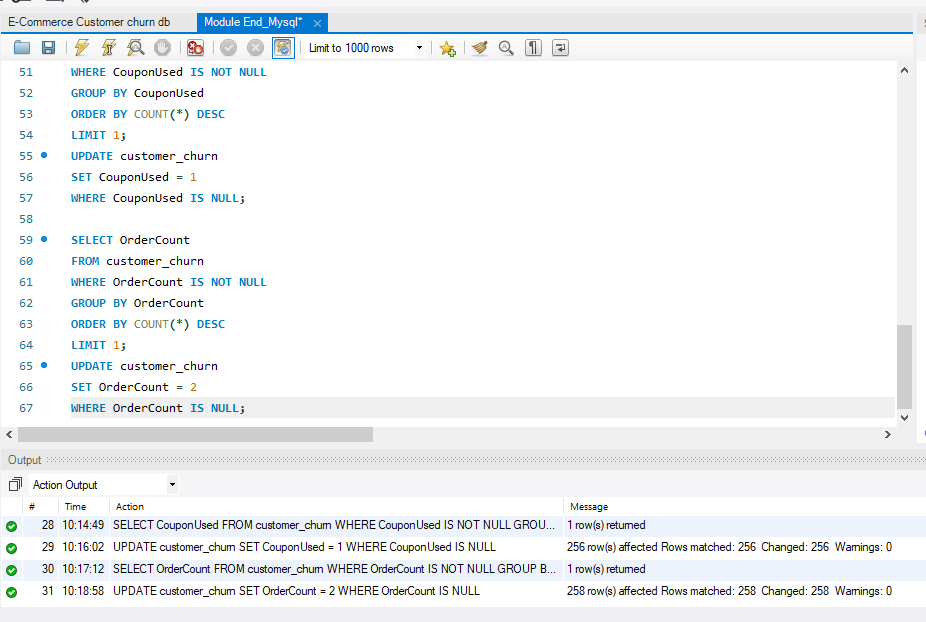 E-Commerce Customer churn db
Module End_Mysql*
Limit to 1000 rows
51 WHERE CouponUsed IS NOT NULL
52 GROUP BY CouponUsed
53 ORDER BY COUNT(*) DESC
54 LIMIT 1;
55 UPDATE customer_churn
56 SET CouponUsed = 1
57 WHERE CouponUsed IS NULL;
58
59 SELECT OrderCount
60 FROM customer_churn
61 WHERE OrderCount IS NOT NULL
62 GROUP BY OrderCount
63 ORDER BY COUNT(*) DESC
64 LIMIT 1;
65 UPDATE customer_churn
66 SET OrderCount = 2
67 WHERE OrderCount IS NULL;
Output
Action Output
# Time Action Message
28 10:14:49 SELECT CouponUsed FROM customer_churn WHERE CouponUsed IS NOT NULL GROU... 1 row(s) returned
29 10:16:02 UPDATE customer_churn SET CouponUsed = 1 WHERE CouponUsed IS NULL 256 row(s) affected Rows matched: 256 Changed: 256 Warnings: 0
30 10:17:12 SELECT OrderCount FROM customer_churn WHERE OrderCount IS NOT NULL GROUP B... 1 row(s) returned
31 10:18:58 UPDATE customer_churn SET OrderCount = 2 WHERE OrderCount IS NULL 258 row(s) affected Rows matched: 258 Changed: 258 Warnings: 0